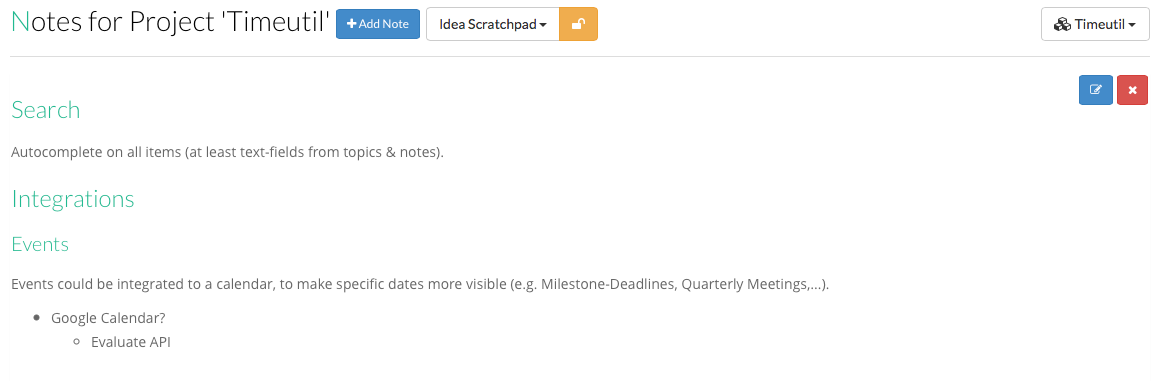 Notes for Project 'Timeutil' Add Note Idea Scratchpad Timeutil
Search
Autocomplete on all items (at least text-fields from topics & notes).
Integrations
Events
Events could be integrated to a calendar, to make specific dates more visible (e.g. Milestone-Deadlines, Quarterly Meetings,...).
Google Calendar?
Evaluate API